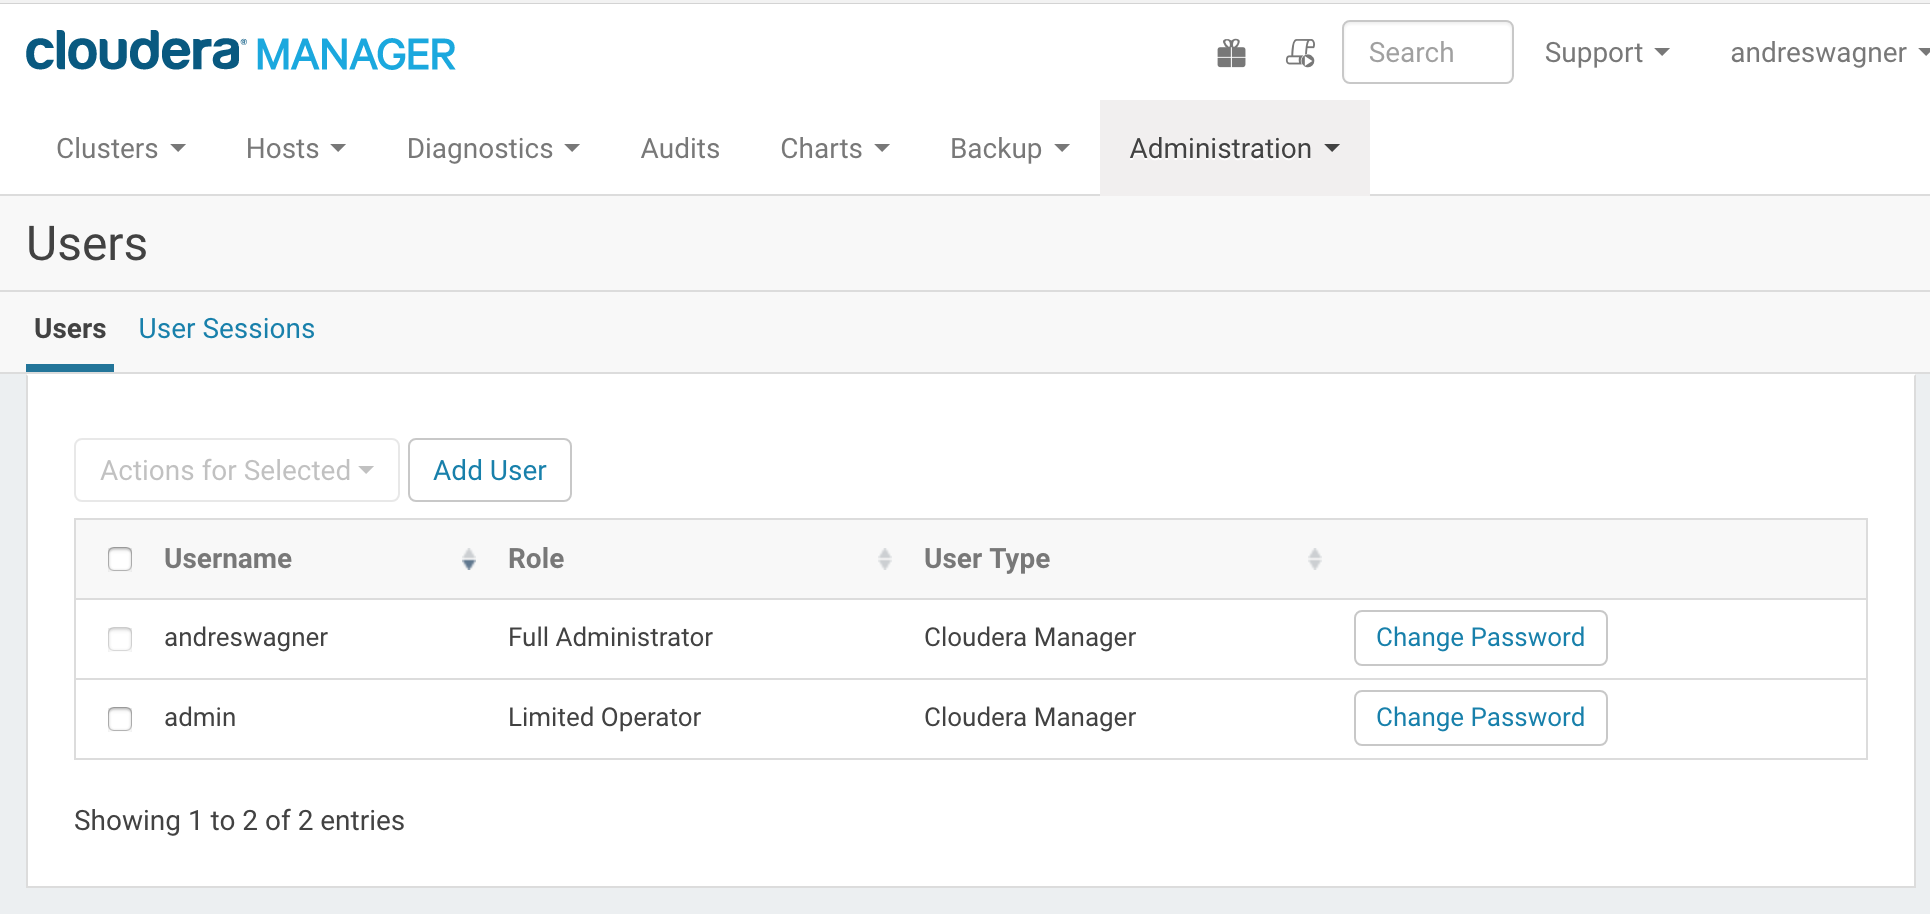 cloudera MANAGER
Search
Support
andreswagner
Clusters
Hosts
Diagnostics
Audits
Charts
Backup
Administration
Users
Users
User Sessions
Actions for Selected
Add User
Username
Role
User Type
andreswagner
Full Administrator
Cloudera Manager
Change Password
admin
Limited Operator
Cloudera Manager
Change Password
Showing 1 to 2 of 2 entries